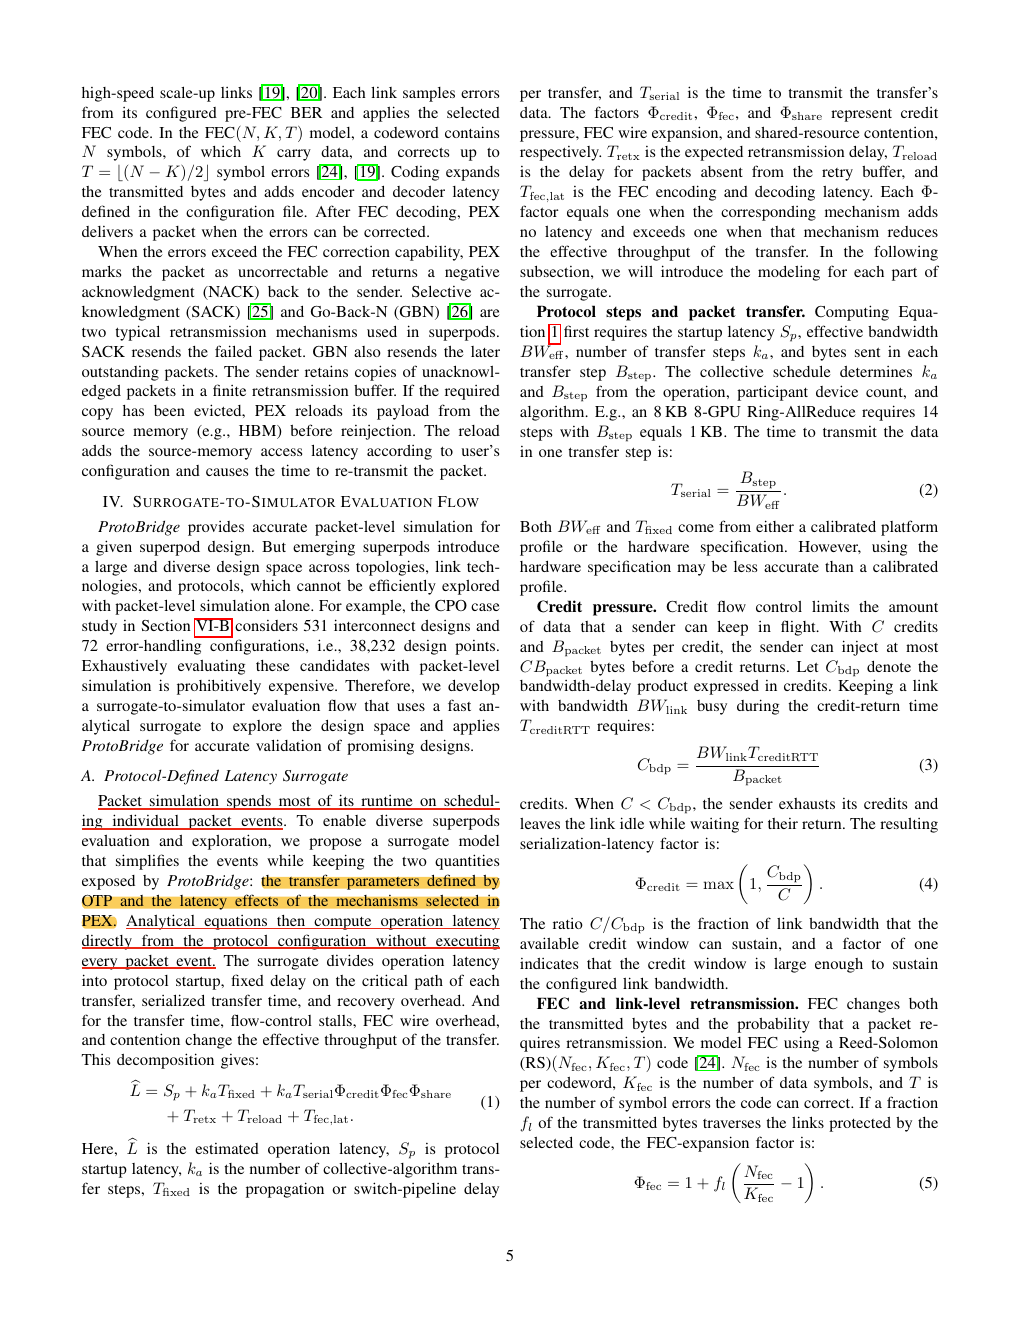 high-speed scale-up links [19], [20]. Each link samples errors
from its configured pre-FEC BER and applies the selected
FEC code. In the FEC(N, K, T) model, a codeword contains
N symbols, of which K carry data, and corrects up to
T = ⌊(N − K)/2⌋ symbol errors [24], [19]. Coding expands
the transmitted bytes and adds encoder and decoder latency
defined in the configuration file. After FEC decoding, PEX
delivers a packet when the errors can be corrected.
When the errors exceed the FEC correction capability, PEX
marks the packet as uncorrectable and returns a negative
acknowledgment (NACK) back to the sender. Selective ac-
knowledgment (SACK) [25] and Go-Back-N (GBN) [26] are
two typical retransmission mechanisms used in superpods.
SACK resends the failed packet. GBN also resends the later
outstanding packets. The sender retains copies of unacknowl-
edged packets in a finite retransmission buffer. If the required
copy has been evicted, PEX reloads its payload from the
source memory (e.g., HBM) before reinjection. The reload
adds the source-memory access latency according to user's
configuration and causes the time to re-transmit the packet.
IV. SURROGATE-TO-SIMULATOR EVALUATION FLOW
ProtoBridge provides accurate packet-level simulation for
a given superpod design. But emerging superpods introduce
a large and diverse design space across topologies, link tech-
nologies, and protocols, which cannot be efficiently explored
with packet-level simulation alone. For example, the CPO case
study in Section VI-B considers 531 interconnect designs and
72 error-handling configurations, i.e., 38,232 design points.
Exhaustively evaluating these candidates with packet-level
simulation is prohibitively expensive. Therefore, we develop
a surrogate-to-simulator evaluation flow that uses a fast an-
alytical surrogate to explore the design space and applies
ProtoBridge for accurate validation of promising designs.
A. Protocol-Defined Latency Surrogate
Packet simulation spends most of its runtime on schedul-
ing individual packet events. To enable diverse superpods
evaluation and exploration, we propose a surrogate model
that simplifies the events while keeping the two quantities
exposed by ProtoBridge: the transfer parameters defined by
OTP and the latency effects of the mechanisms selected in
PEX. Analytical equations then compute operation latency
directly from the protocol configuration without executing
every packet event. The surrogate divides operation latency
into protocol startup, fixed delay on the critical path of each
transfer, serialized transfer time, and recovery overhead. And
for the transfer time, flow-control stalls, FEC wire overhead,
and contention change the effective throughput of the transfer.
This decomposition gives:
L̂ = Sₚ + kₐT_fixed + kₐT_serialΦ_creditΦ_fecΦ_share
+ T_retx + T_reload + T_fec,lat. (1)
Here, L̂ is the estimated operation latency, Sₚ is protocol
startup latency, kₐ is the number of collective-algorithm trans-
fer steps, T_fixed is the propagation or switch-pipeline delay
per transfer, and T_serial is the time to transmit the transfer's
data. The factors Φ_credit, Φ_fec, and Φ_share represent credit
pressure, FEC wire expansion, and shared-resource contention,
respectively. T_retx is the expected retransmission delay, T_reload
is the delay for packets absent from the retry buffer, and
T_fec,lat is the FEC encoding and decoding latency. Each Φ-
factor equals one when the corresponding mechanism adds
no latency and exceeds one when that mechanism reduces
the effective throughput of the transfer. In the following
subsection, we will introduce the modeling for each part of
the surrogate.
Protocol steps and packet transfer. Computing Equa-
tion 1 first requires the startup latency Sₚ, effective bandwidth
BW_eff, number of transfer steps kₐ, and bytes sent in each
transfer step B_step. The collective schedule determines kₐ
and B_step from the operation, participant device count, and
algorithm. E.g., an 8 KB 8-GPU Ring-AllReduce requires 14
steps with B_step equals 1 KB. The time to transmit the data
in one transfer step is:
T_serial = B_step / BW_eff. (2)
Both BW_eff and T_fixed come from either a calibrated platform
profile or the hardware specification. However, using the
hardware specification may be less accurate than a calibrated
profile.
Credit pressure. Credit flow control limits the amount
of data that a sender can keep in flight. With C credits
and B_packet bytes per credit, the sender can inject at most
CB_packet bytes before a credit returns. Let C_bdp denote the
bandwidth-delay product expressed in credits. Keeping a link
with bandwidth BW_link busy during the credit-return time
T_creditRTT requires:
C_bdp = BW_link T_creditRTT / B_packet (3)
credits. When C < C_bdp, the sender exhausts its credits and
leaves the link idle while waiting for their return. The resulting
serialization-latency factor is:
Φ_credit = max(1, C_bdp / C). (4)
The ratio C/C_bdp is the fraction of link bandwidth that the
available credit window can sustain, and a factor of one
indicates that the credit window is large enough to sustain
the configured link bandwidth.
FEC and link-level retransmission. FEC changes both
the transmitted bytes and the probability that a packet re-
quires retransmission. We model FEC using a Reed-Solomon
(RS)(N_fec, K_fec, T) code [24]. N_fec is the number of symbols
per codeword, K_fec is the number of data symbols, and T is
the number of symbol errors the code can correct. If a fraction
f_l of the transmitted bytes traverses the links protected by the
selected code, the FEC-expansion factor is:
Φ_fec = 1 + f_l (N_fec / K_fec − 1). (5)
5